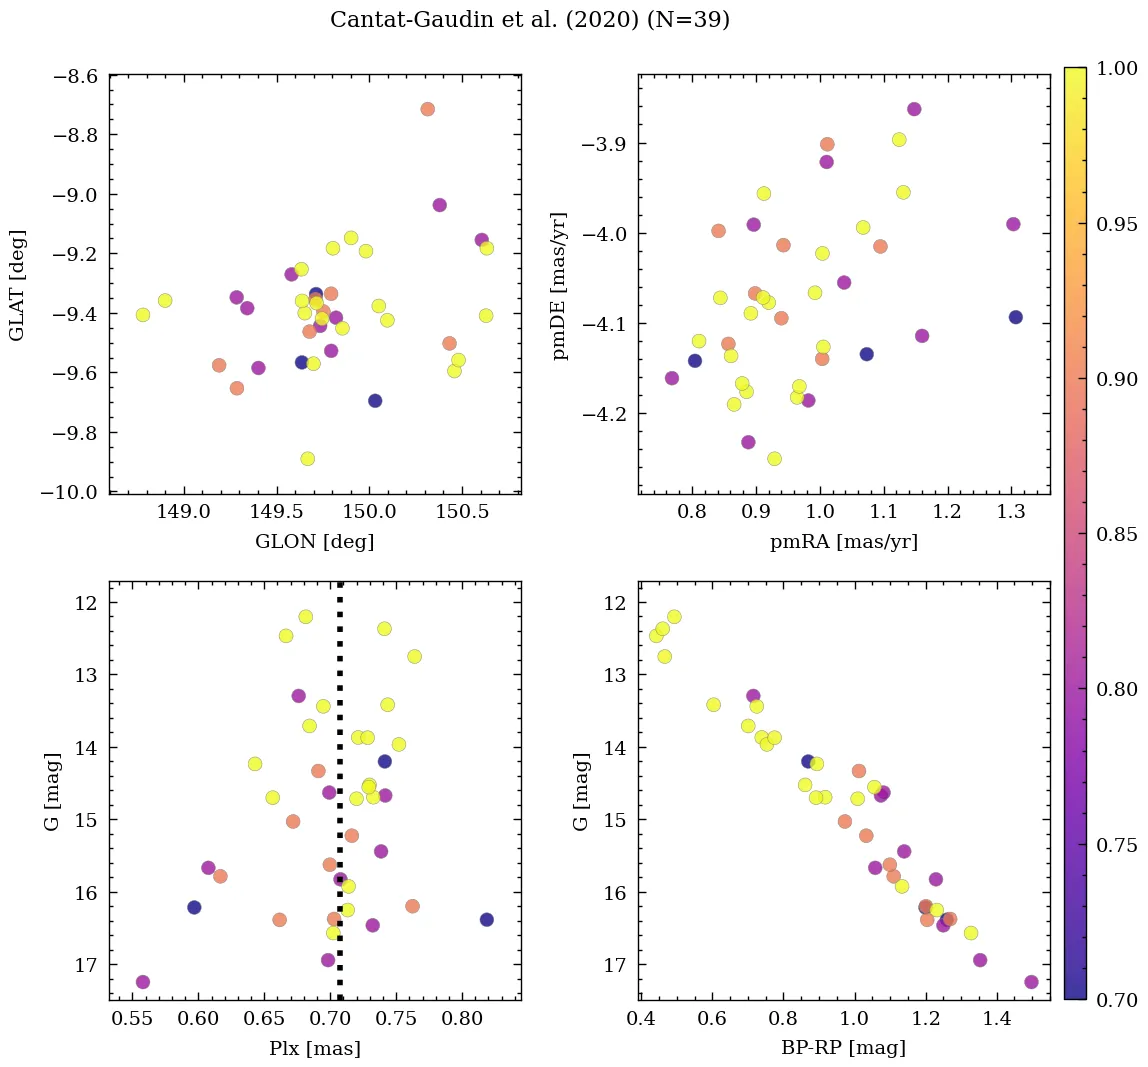 Cantat-Gaudin et al. (2020) (N=39)
−8.6
−8.8
−9.0
−9.2
−9.4
−9.6
−9.8
−10.0
GLAT [deg]
149.0 149.5 150.0 150.5
GLON [deg]
−3.9
−4.0
−4.1
−4.2
pmDE [mas/yr]
0.8 0.9 1.0 1.1 1.2 1.3
pmRA [mas/yr]
12
13
14
15
16
17
G [mag]
0.55 0.60 0.65 0.70 0.75 0.80
Plx [mas]
12
13
14
15
16
17
G [mag]
0.4 0.6 0.8 1.0 1.2 1.4
BP-RP [mag]
1.00
0.95
0.90
0.85
0.80
0.75
0.70